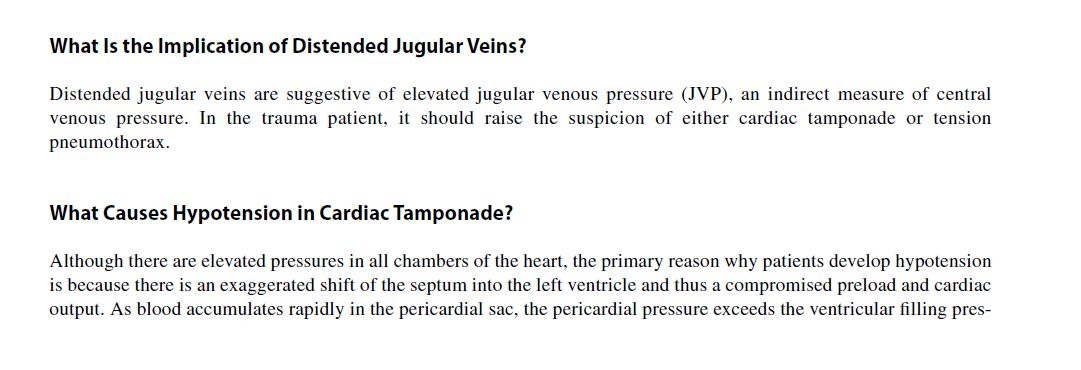 What Is the Implication of Distended Jugular Veins?
Distended jugular veins are suggestive of elevated jugular venous pressure (JVP), an indirect measure of central
venous pressure. In the trauma patient, it should raise the suspicion of either cardiac tamponade or tension
pneumothorax.
What Causes Hypotension in Cardiac Tamponade?
Although there are elevated pressures in all chambers of the heart, the primary reason why patients develop hypotension
is because there is an exaggerated shift of the septum into the left ventricle and thus a compromised preload and cardiac
output. As blood accumulates rapidly in the pericardial sac, the pericardial pressure exceeds the ventricular filling pres-